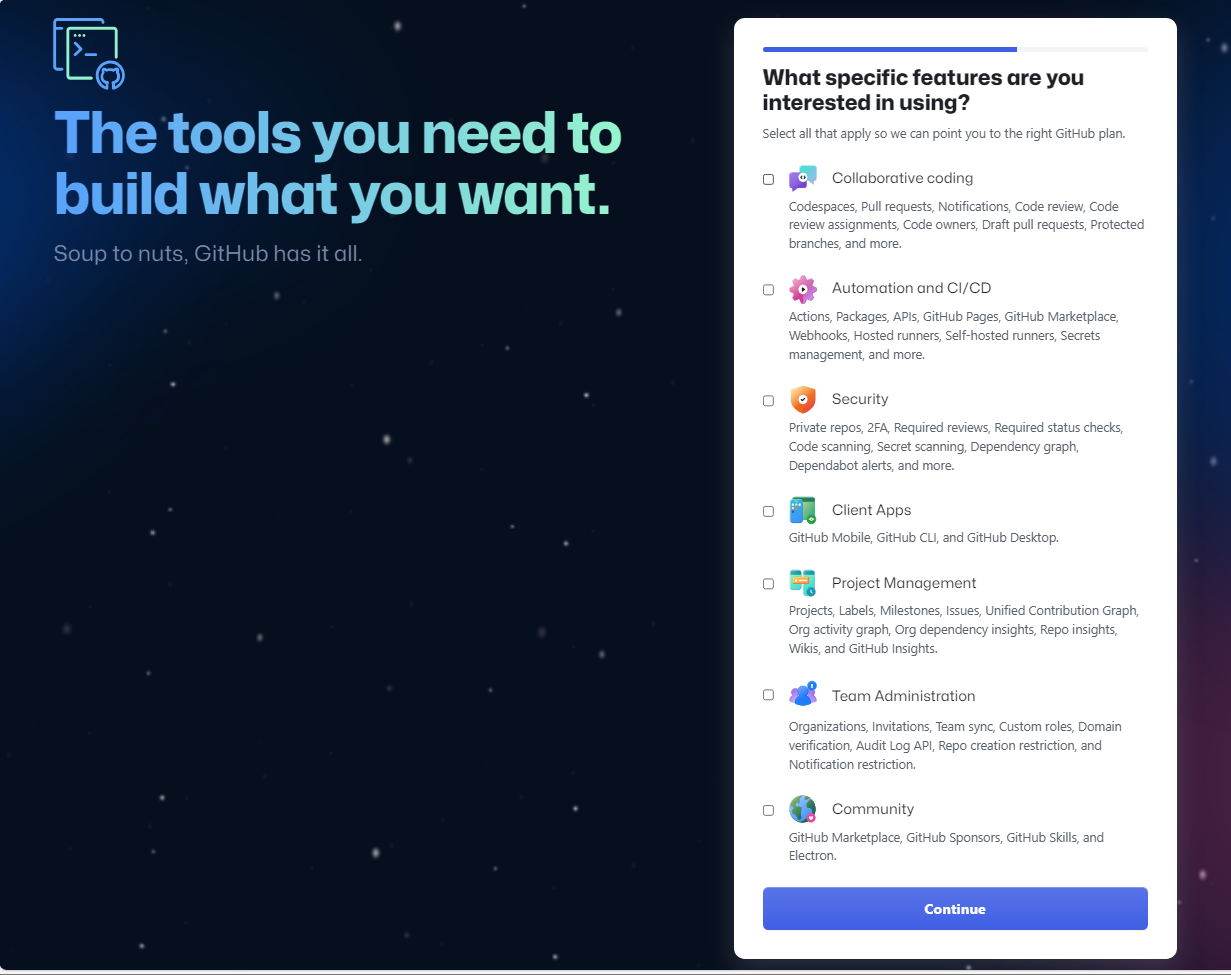 The tools you need to
build what you want.
Soup to nuts, GitHub has it all.
What specific features are you
interested in using?
Select all that apply so we can point you to the right GitHub plan.
Collaborative coding
Codespaces, Pull requests, Notifications, Code review, Code
review assignments, Code owners, Draft pull requests, Protected
branches, and more.
Automation and CI/CD
Actions, Packages, APIs, GitHub Pages, GitHub Marketplace,
Webhooks, Hosted runners, Self-hosted runners, Secrets
management, and more.
Security
Private repos, 2FA, Required reviews, Required status checks,
Code scanning, Secret scanning, Dependency graph,
Dependabot alerts, and more.
Client Apps
GitHub Mobile, GitHub CLI, and GitHub Desktop.
Project Management
Projects, Labels, Milestones, Issues, Unified Contribution Graph,
Org activity graph, Org dependency insights, Repo insights,
Wikis, and GitHub Insights.
Team Administration
Organizations, Invitations, Team sync, Custom roles, Domain
verification, Audit Log API, Repo creation restriction, and
Notification restriction.
Community
GitHub Marketplace, GitHub Sponsors, GitHub Skills, and
Electron.
Continue